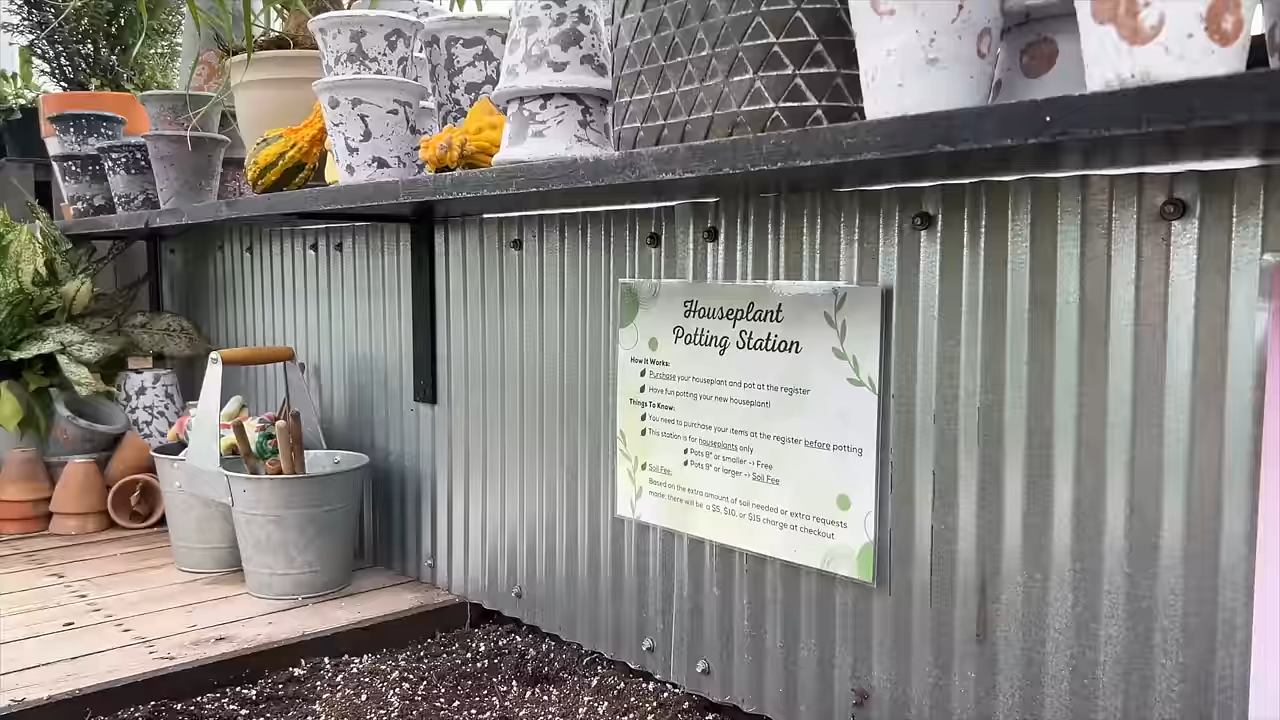 Houseplant
Potting Station
How It Works:
Purchase your houseplant and pot at the register
Have fun potting your new houseplant!
Things To Know:
You need to purchase your items at the register before potting
This station is for houseplants only
Pots 8" or smaller -> Free
Pots 9" or larger -> Soil Fee
Soil Fee:
Based on the extra amount of soil needed or extra requests
made, there will be a $5, $10, or $15 charge at checkout